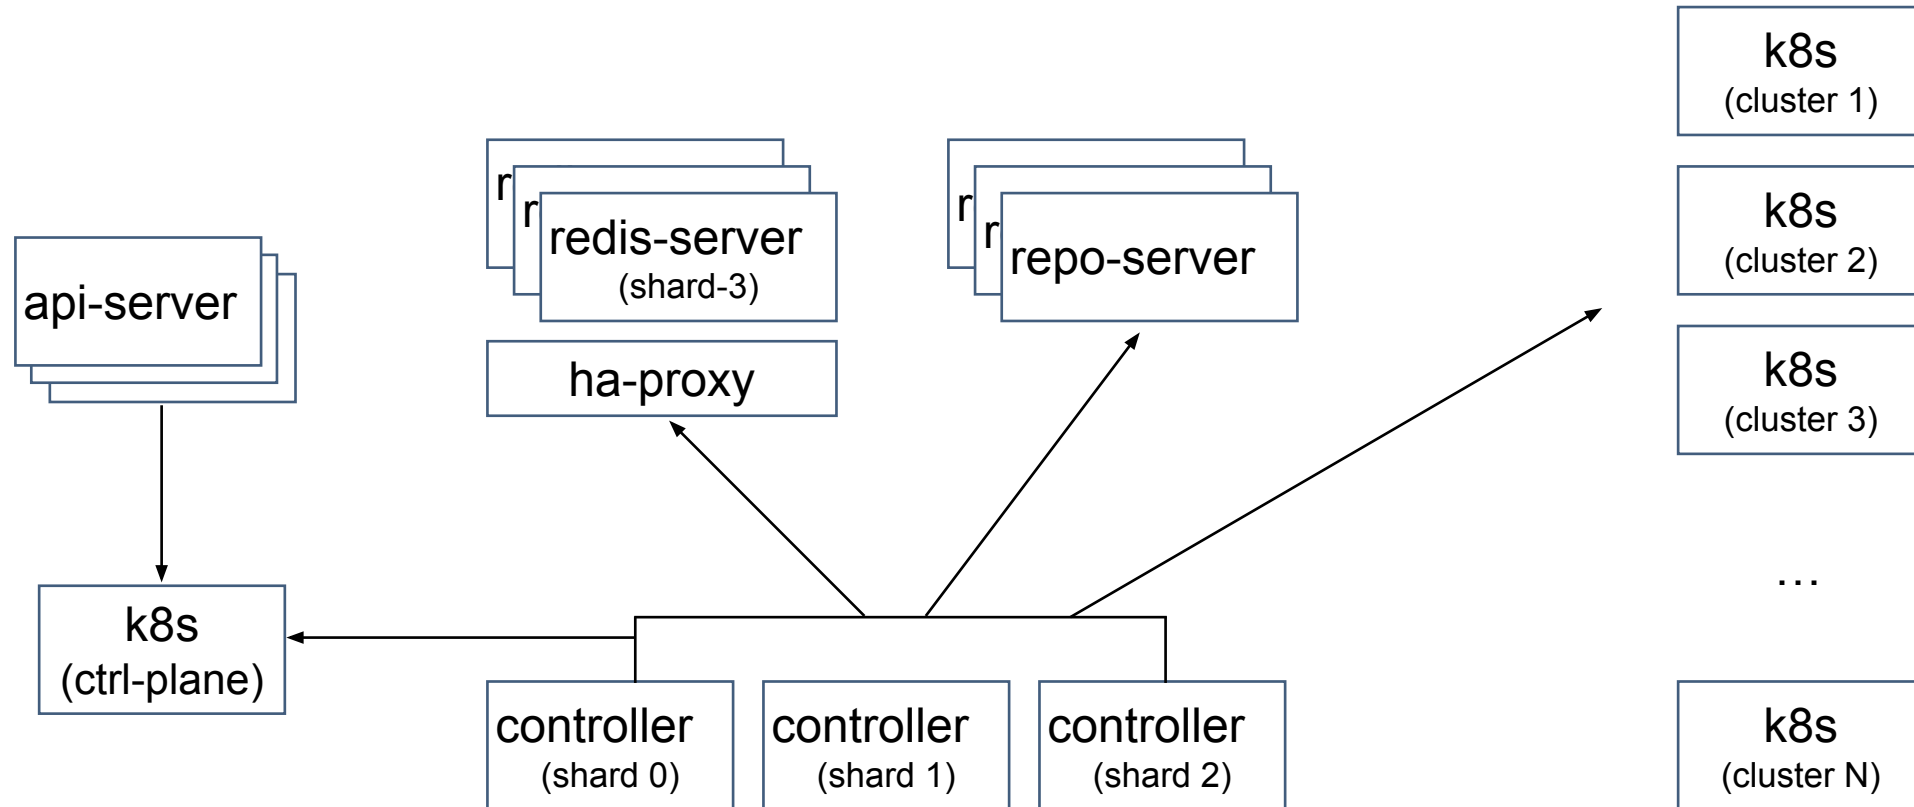 k8s
(cluster 1)
k8s
(cluster 2)
redis-server
(shard-3)
repo-server
api-server
ha-proxy
k8s
(cluster 3)
...
k8s
(ctrl-plane)
controller
(shard 0)
controller
(shard 1)
controller
(shard 2)
k8s
(cluster N)